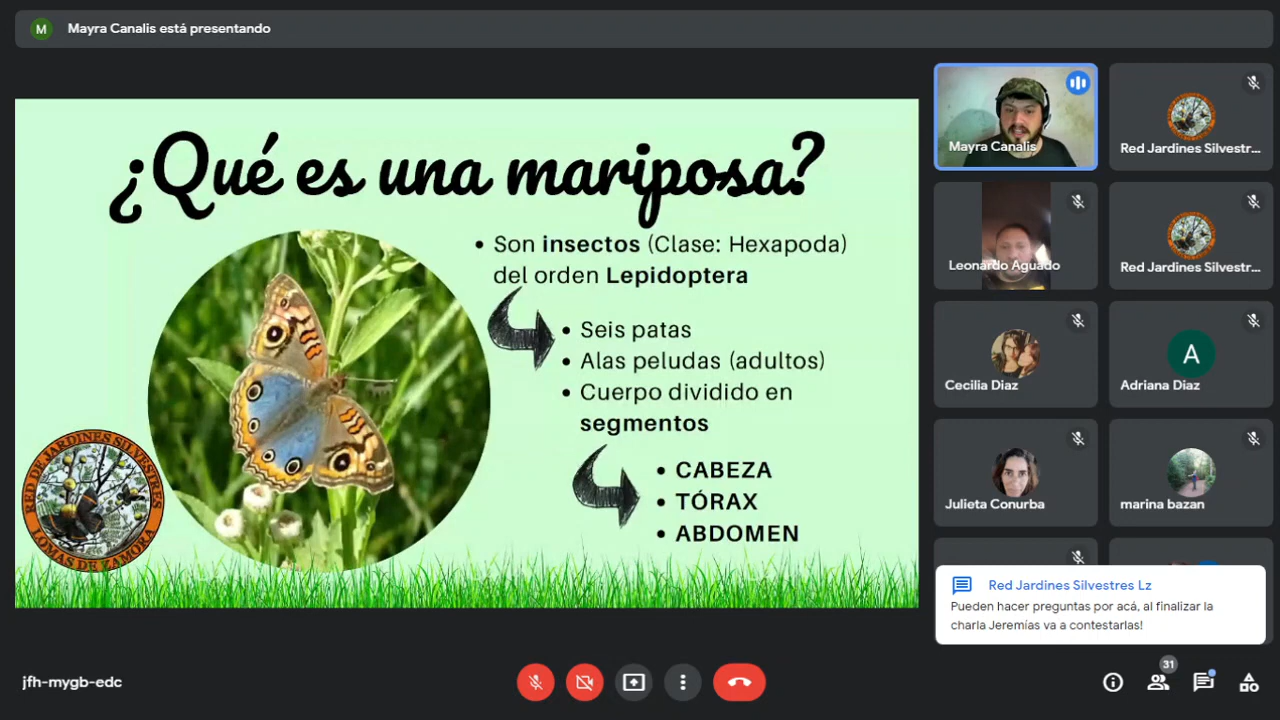 M
Mayra Canalis está presentando
¿Qué es una mariposa?
• Son insectos (Clase: Hexapoda)
del orden Lepidoptera
• Seis patas
• Alas peludas (adultos)
• Cuerpo dividido en
segmentos
• CABEZA
• TÓRAX
• ABDOMEN
RED DE JARDINES SILVESTRES
LOMAS DE ZAMORA
Mayra Canalis
Red Jardines Silvestr...
Leonardo Aguado
Red Jardines Silvestr...
Cecilia Diaz
A
Adriana Diaz
Julieta Conurba
marina bazan
Red Jardines Silvestres Lz
Pueden hacer preguntas por acá, al finalizar la
charla Jeremías va a contestarlas!
jfh-mygb-edc
31